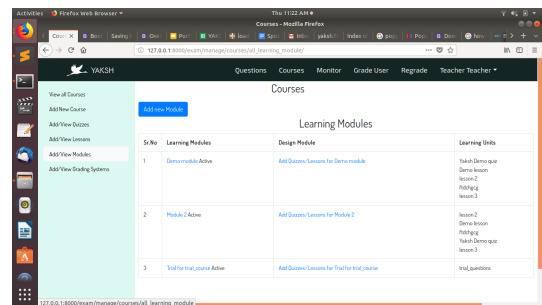 Activities Firefox Web Browser Thu 11:22 AM
Courses - Mozilla Firefox
127.0.0.1:8000/exam/manage/courses/all_learning_module/
YAKSH Questions Courses Monitor Grade User Regrade Teacher Teacher
Courses
View all Courses
Add New Course
Add/View Quizzes
Add/View Lessons
Add/View Modules
Add/View Grading Systems
Add new Module
Learning Modules
Sr.No Learning Modules Design Module Learning Units
1 Demo module Active Add Quizzes/Lessons for Demo module Yaksh Demo quiz
Demo lesson
lesson 2
lesson 3
2 Module 2 Active Add Quizzes/Lessons for Module 2 lesson 2
Demo lesson
Yaksh Demo quiz
lesson 3
3 Trial for trial_course Active Add Quizzes/Lessons for Trial for trial_course trial_questions
127.0.0.1:8000/exam/manage/courses/all_learning_module